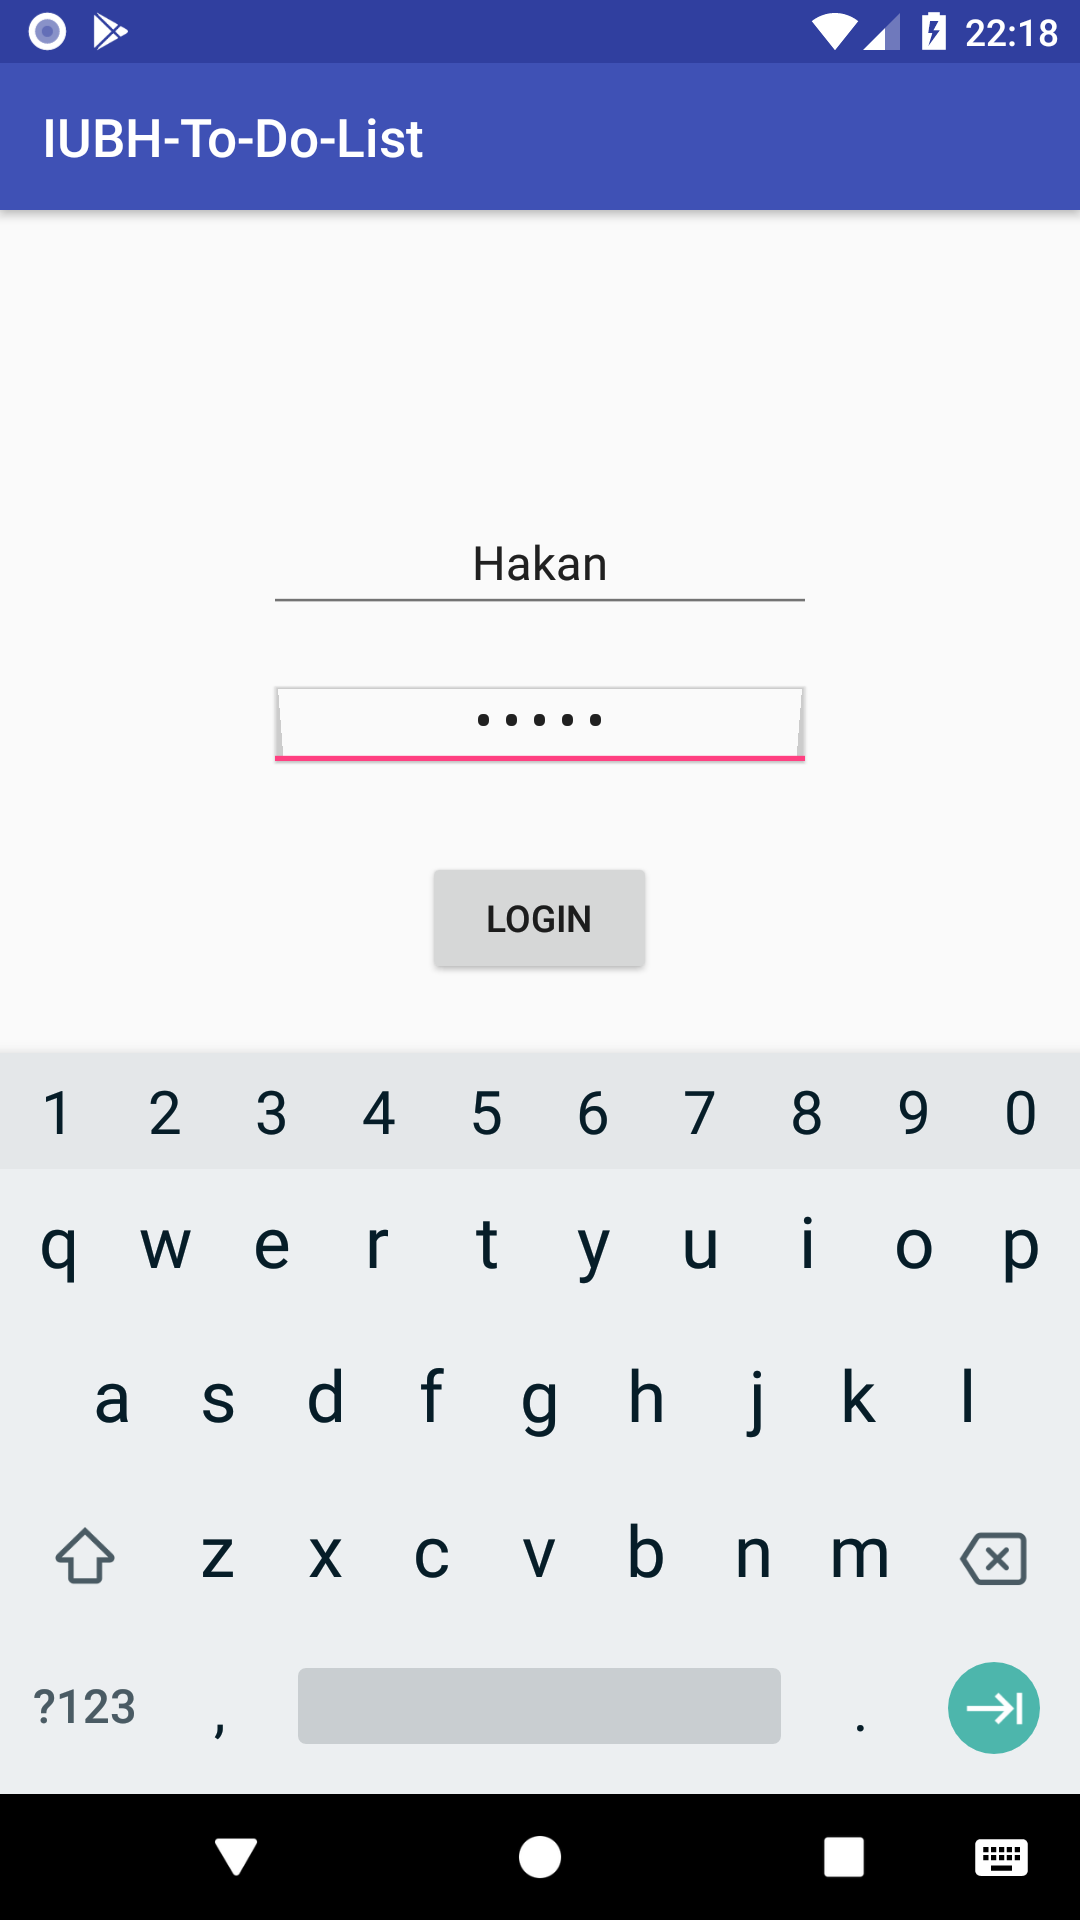 22:18
IUBH-To-Do-List
Hakan
•••••
LOGIN
1 2 3 4 5 6 7 8 9 0
q w e r t y u i o p
a s d f g h j k l
z x c v b n m
?123 , .